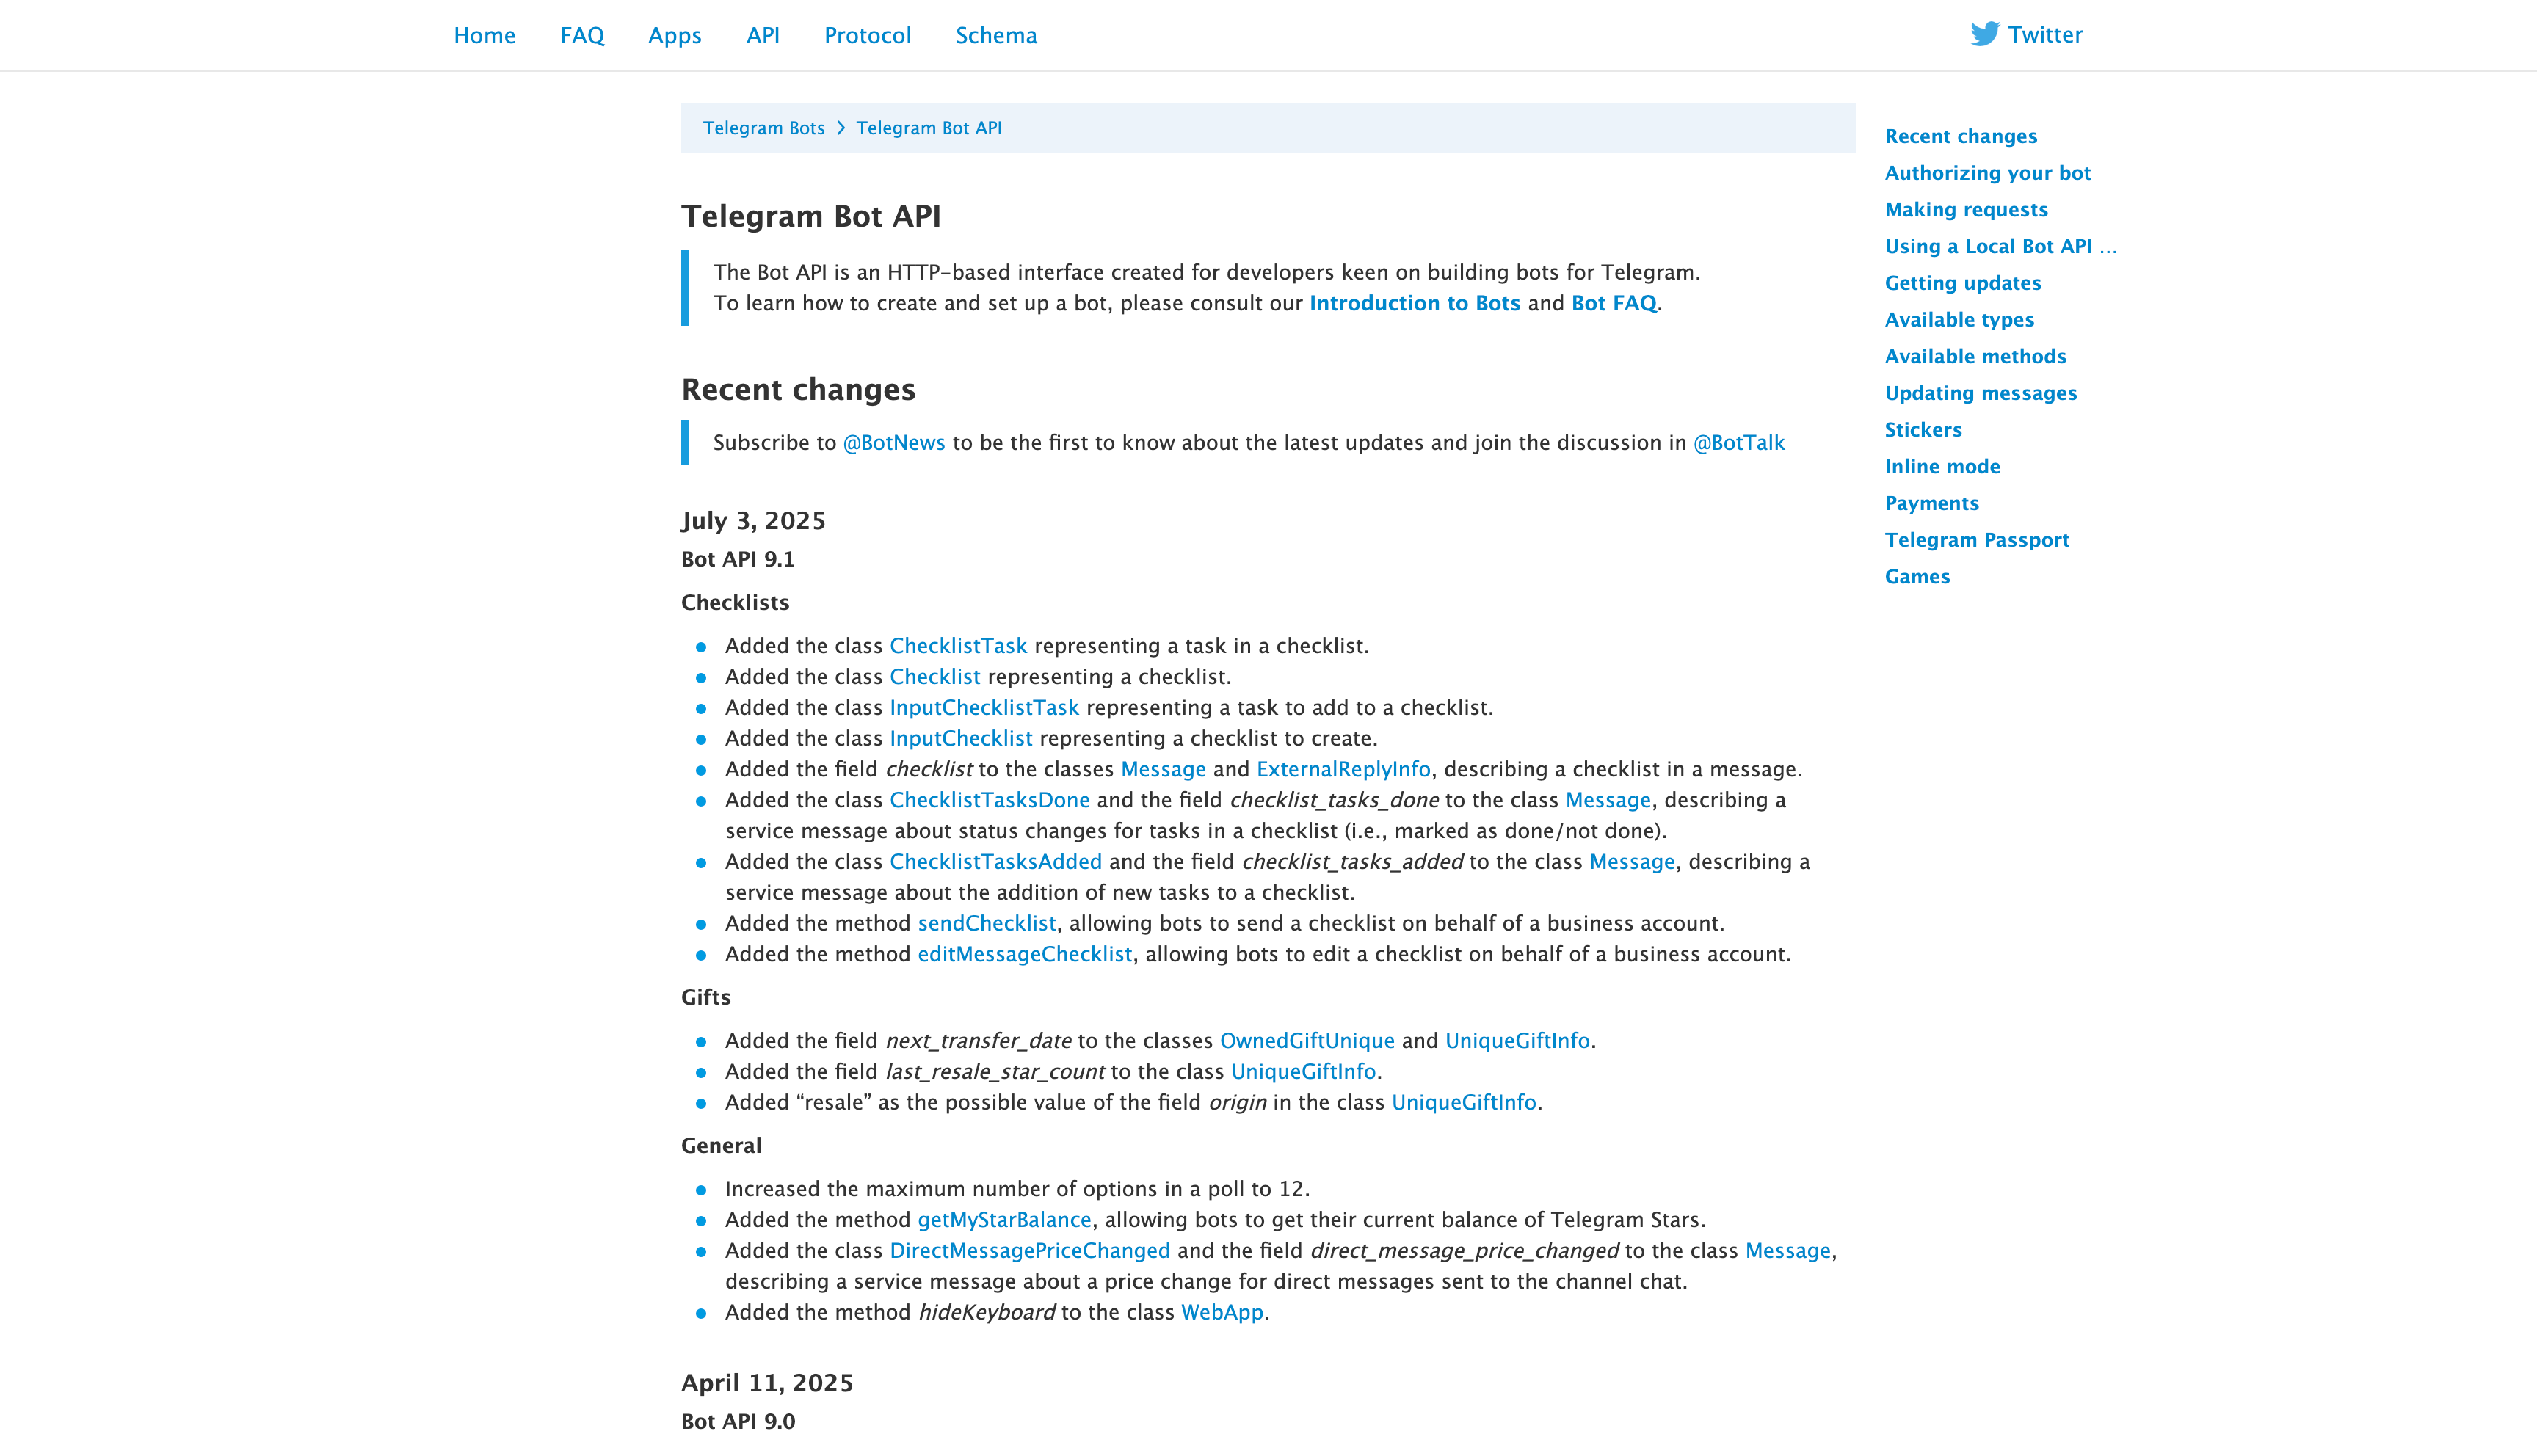 Home FAQ Apps API Protocol Schema Twitter
Telegram Bots Telegram Bot API
Telegram Bot API
The Bot API is an HTTP-based interface created for developers keen on building bots for Telegram.
To learn how to create and set up a bot, please consult our Introduction to Bots and Bot FAQ.
Recent changes
Subscribe to @BotNews to be the first to know about the latest updates and join the discussion in @BotTalk
July 3, 2025
Bot API 9.1
Checklists
Added the class ChecklistTask representing a task in a checklist.
Added the class Checklist representing a checklist.
Added the class InputChecklistTask representing a task to add to a checklist.
Added the class InputChecklist representing a checklist to create.
Added the field checklist to the classes Message and ExternalReplyInfo, describing a checklist in a message.
Added the class ChecklistTasksDone and the field checklist_tasks_done to the class Message, describing a
service message about status changes for tasks in a checklist (i.e., marked as done/not done).
Added the class ChecklistTasksAdded and the field checklist_tasks_added to the class Message, describing a
service message about the addition of new tasks to a checklist.
Added the method sendChecklist, allowing bots to send a checklist on behalf of a business account.
Added the method editMessageChecklist, allowing bots to edit a checklist on behalf of a business account.
Gifts
Added the field next_transfer_date to the classes OwnedGiftUnique and UniqueGiftInfo.
Added the field last_resale_star_count to the class UniqueGiftInfo.
Added “resale” as the possible value of the field origin in the class UniqueGiftInfo.
General
Increased the maximum number of options in a poll to 12.
Added the method getMyStarBalance, allowing bots to get their current balance of Telegram Stars.
Added the class DirectMessagePriceChanged and the field direct_message_price_changed to the class Message,
describing a service message about a price change for direct messages sent to the channel chat.
Added the method hideKeyboard to the class WebApp.
April 11, 2025
Bot API 9.0
Recent changes
Authorizing your bot
Making requests
Using a Local Bot API ...
Getting updates
Available types
Available methods
Updating messages
Stickers
Inline mode
Payments
Telegram Passport
Games